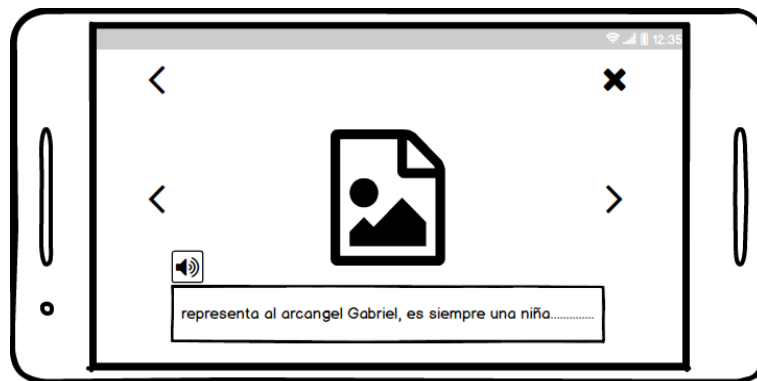 12:35
representa al arcangel Gabriel, es siempre una niña..............